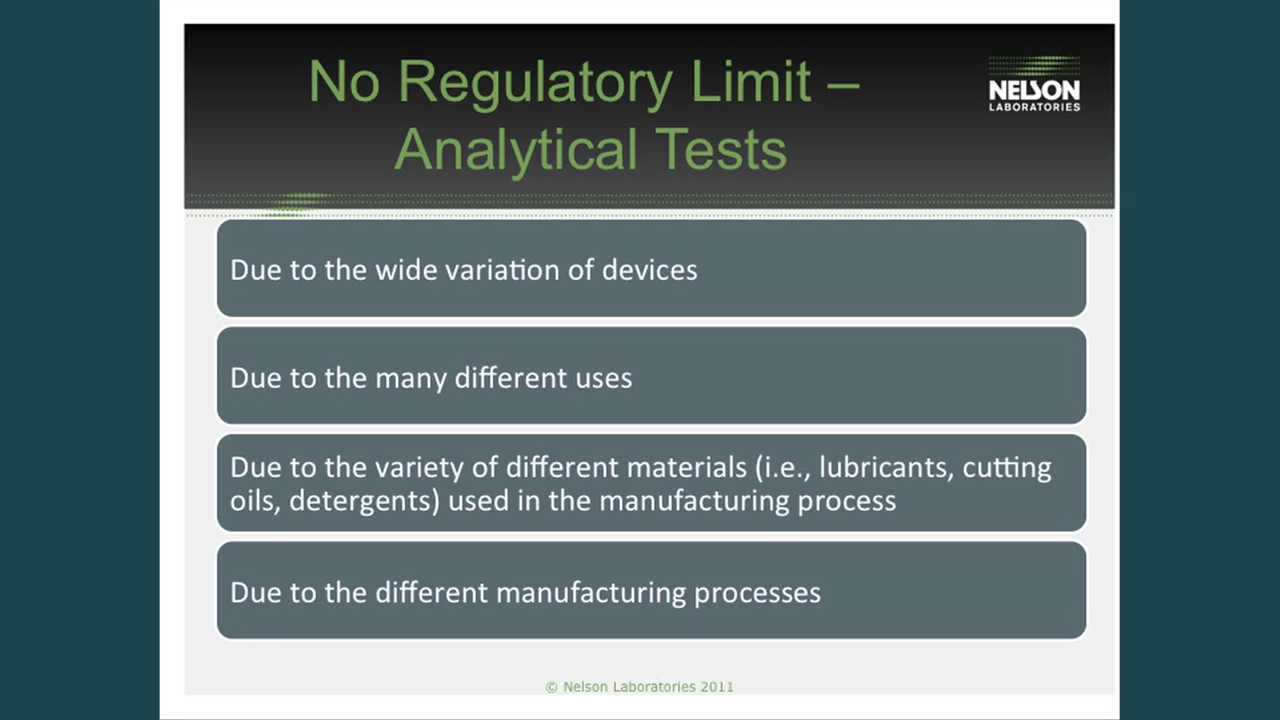 No Regulatory Limit –
Analytical Tests
NELSON
LABORATORIES
Due to the wide variation of devices
Due to the many different uses
Due to the variety of different materials (i.e., lubricants, cutting
oils, detergents) used in the manufacturing process
Due to the different manufacturing processes
© Nelson Laboratories 2011